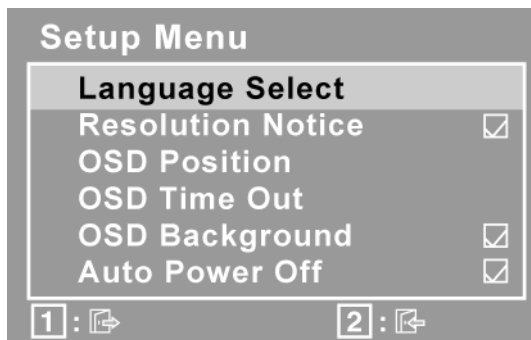 Setup Menu
Language Select
Resolution Notice
OSD Position
OSD Time Out
OSD Background
Auto Power Off
1 : 2 :